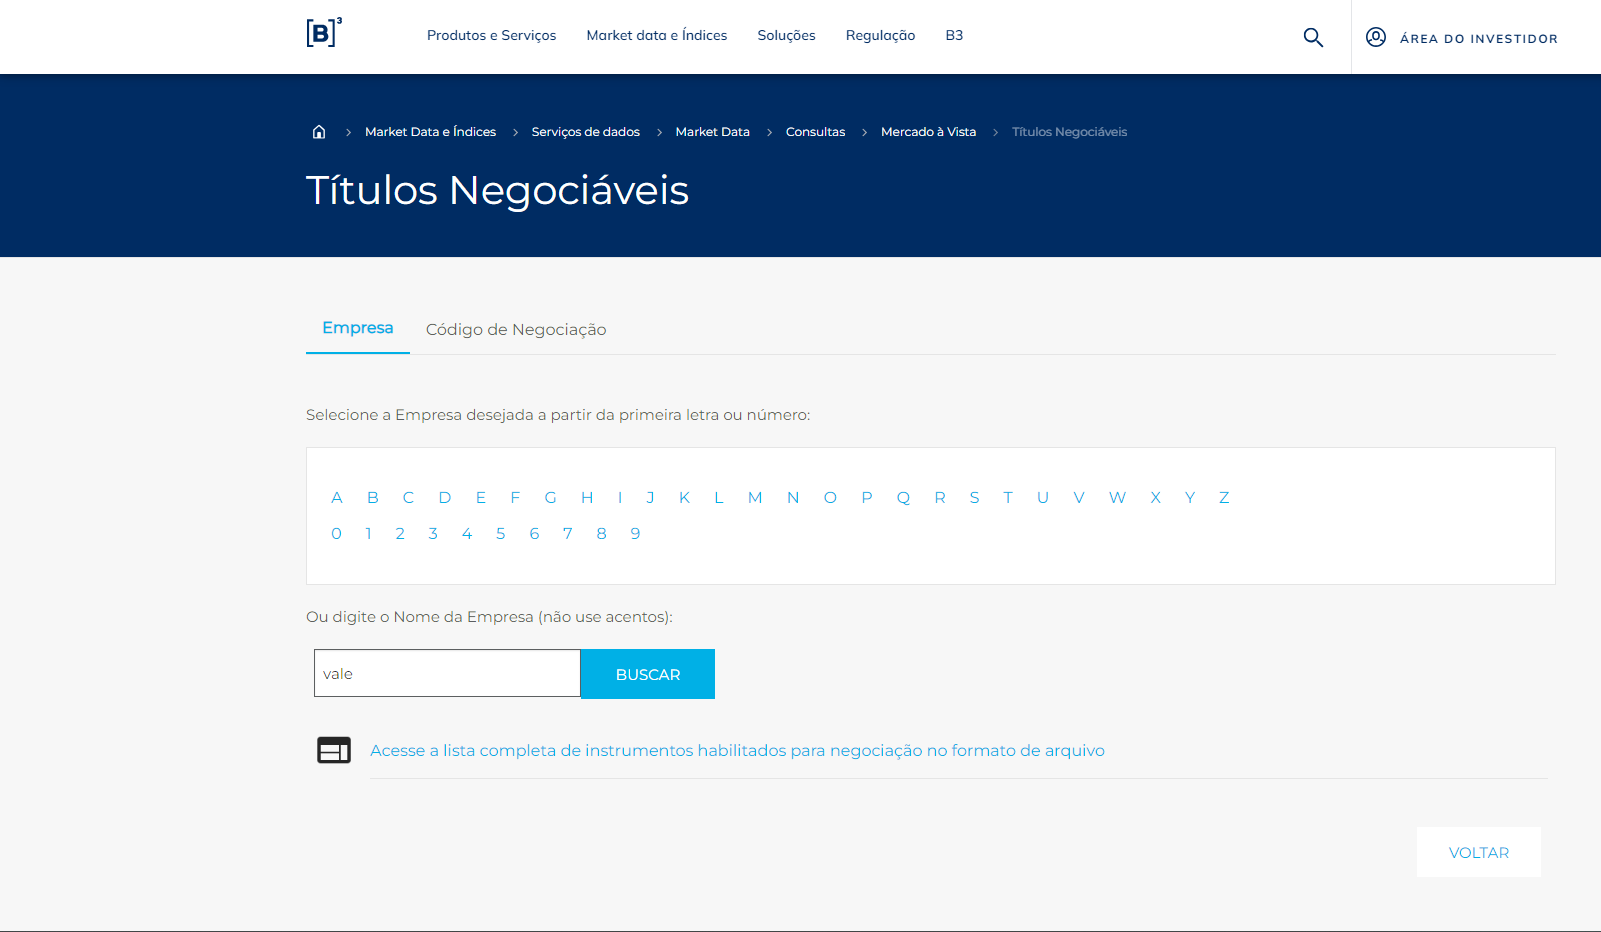 [B]³
Produtos e Serviços Market data e Índices Soluções Regulação B3
ÁREA DO INVESTIDOR
Market Data e Índices > Serviços de dados > Market Data > Consultas > Mercado à Vista > Títulos Negociáveis
Títulos Negociáveis
Empresa Código de Negociação
Selecione a Empresa desejada a partir da primeira letra ou número:
A B C D E F G H I J K L M N O P Q R S T U V W X Y Z
0 1 2 3 4 5 6 7 8 9
Ou digite o Nome da Empresa (não use acentos):
vale BUSCAR
Acesse a lista completa de instrumentos habilitados para negociação no formato de arquivo
VOLTAR